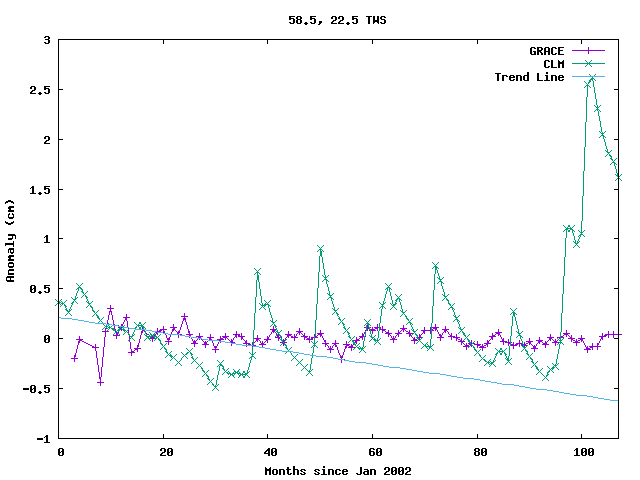 58.5, 22.5 TWS
3
GRACE
CLM
Trend Line
2.5
2
1.5
1
0.5
0
-0.5
-1
Anomaly (cm)
0 20 40 60 80 100
Months since Jan 2002